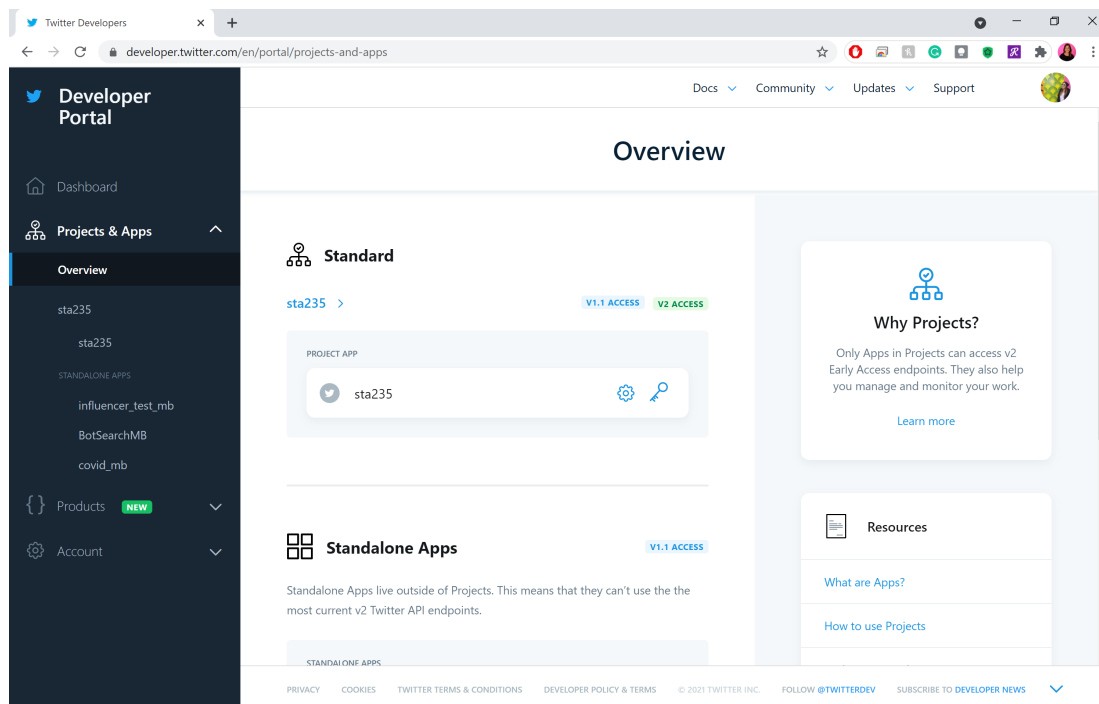 Twitter Developers
developer.twitter.com/en/portal/projects-and-apps
Developer
Portal
Dashboard
Projects & Apps
Overview
sta235
sta235
STANDALONE APPS
influencer_test_mb
BotSearchMB
covid_mb
Products NEW
Account
Docs Community Updates Support
Overview
Standard
sta235 V1.1 ACCESS V2 ACCESS
PROJECT APP
sta235
Standalone Apps V1.1 ACCESS
Standalone Apps live outside of Projects. This means that they can't use the the
most current v2 Twitter API endpoints.
STANDALONE APPS
Why Projects?
Only Apps in Projects can access v2
Early Access endpoints. They also help
you manage and monitor your work.
Learn more
Resources
What are Apps?
How to use Projects
PRIVACY COOKIES TWITTER TERMS & CONDITIONS DEVELOPER POLICY & TERMS © 2021 TWITTER INC. FOLLOW @TWITTERDEV SUBSCRIBE TO DEVELOPER NEWS